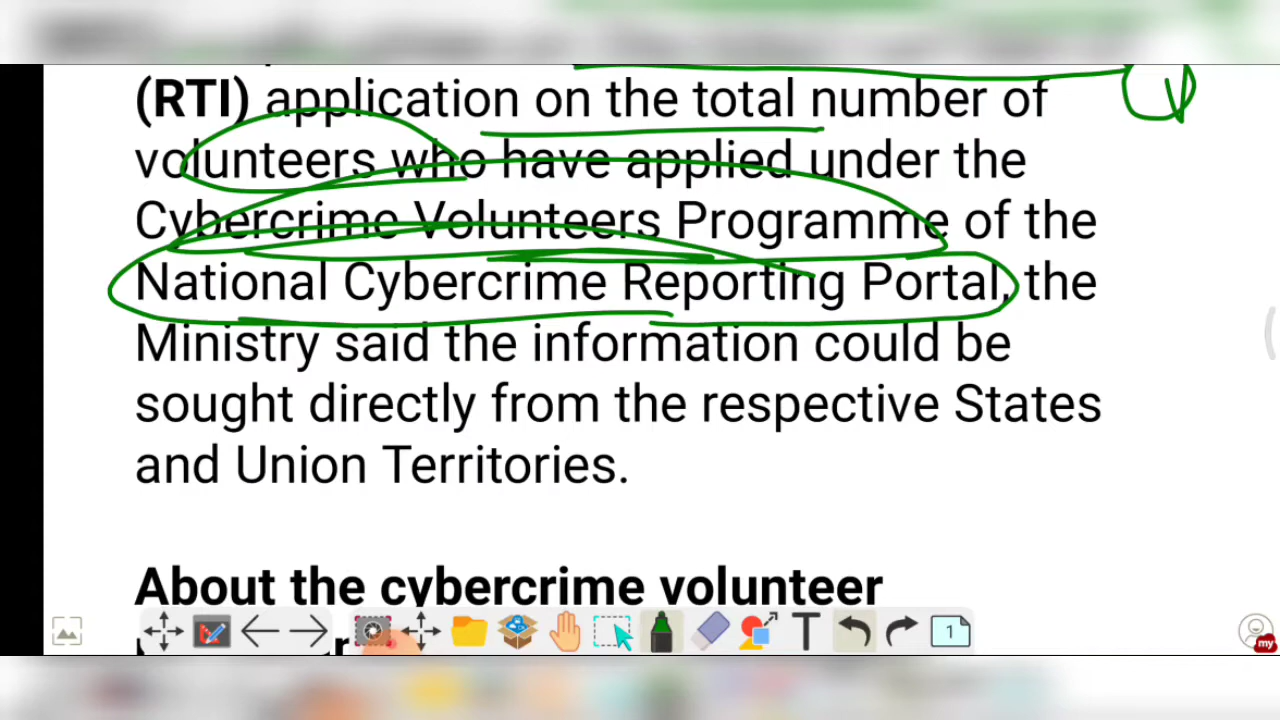 (RTI) application on the total number of
volunteers who have applied under the
Cybercrime Volunteers Programme of the
National Cybercrime Reporting Portal, the
Ministry said the information could be
sought directly from the respective States
and Union Territories.
About the cybercrime volunteer
T
1
my